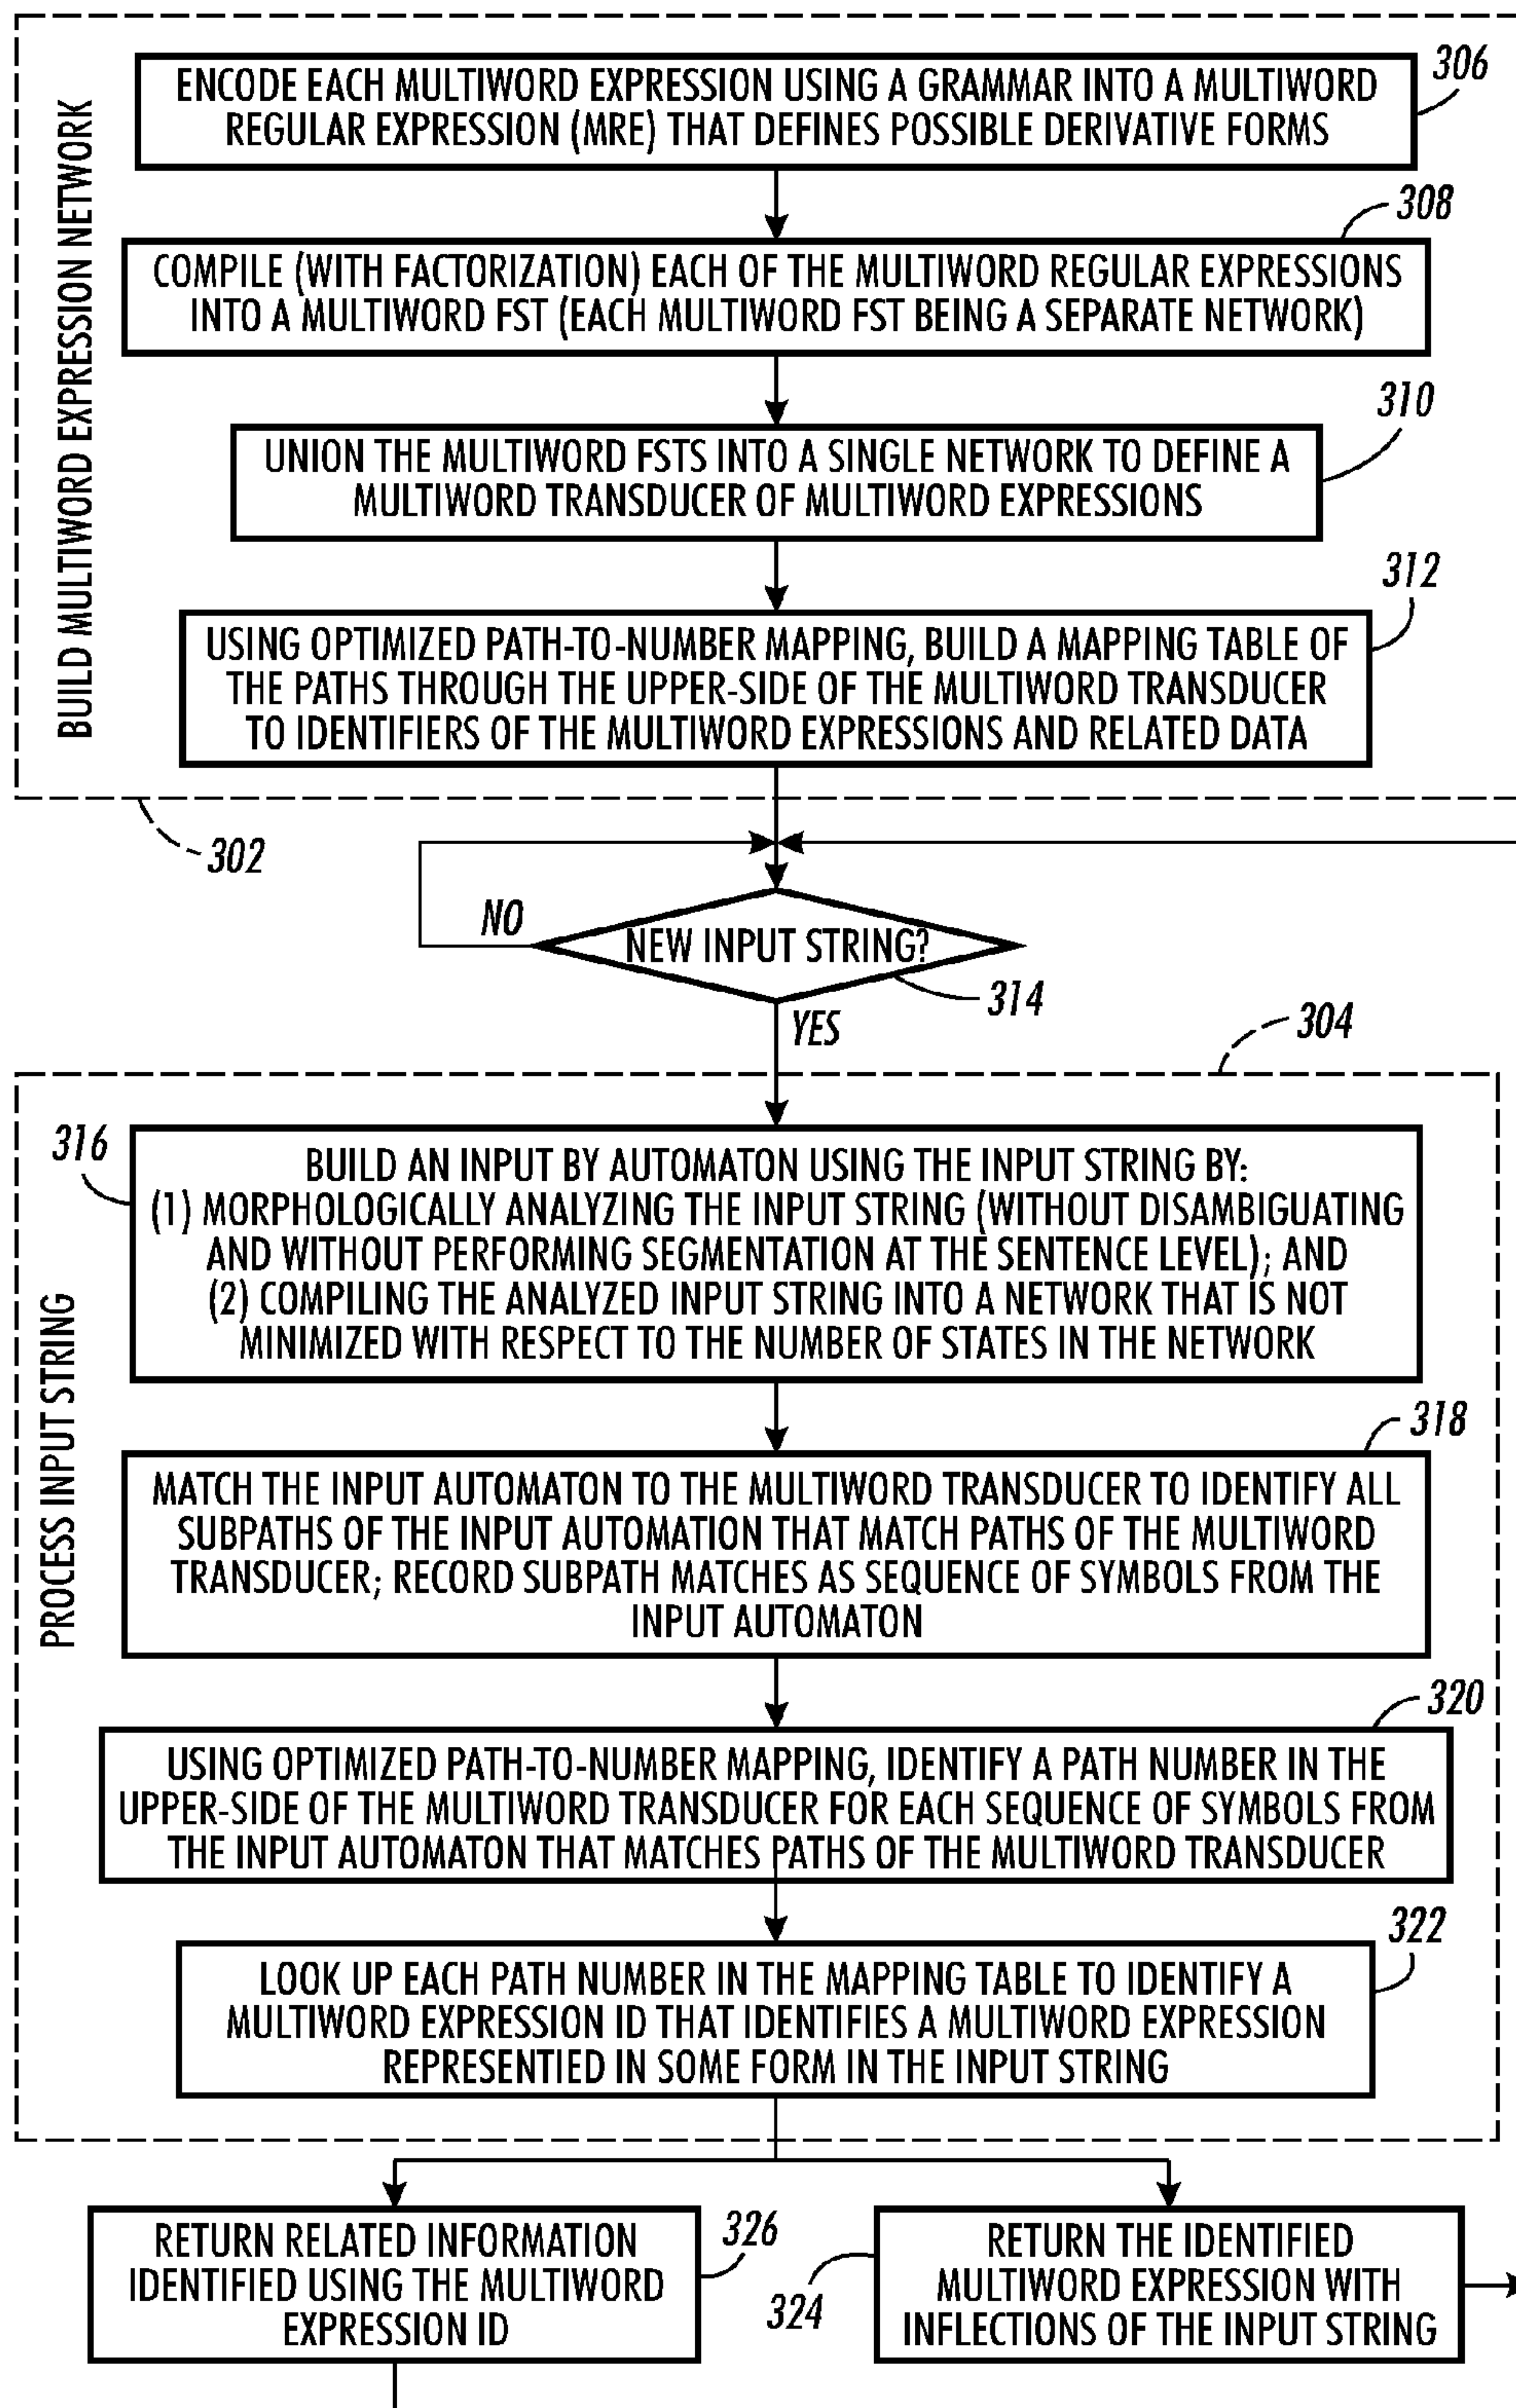 306
ENCODE EACH MULTIWORD EXPRESSION USING A GRAMMAR INTO A MULTIWORD
REGULAR EXPRESSION (MRE) THAT DEFINES POSSIBLE DERIVATIVE FORMS
308
COMPILE (WITH FACTORIZATION) EACH OF THE MULTIWORD REGULAR EXPRESSIONS
INTO A MULTIWORD FST (EACH MULTIWORD FST BEING A SEPARATE NETWORK)
310
UNION THE MULTIWORD FSTS INTO A SINGLE NETWORK TO DEFINE A
MULTIWORD TRANSDUCER OF MULTIWORD EXPRESSIONS
312
USING OPTIMIZED PATH-TO-NUMBER MAPPING, BUILD A MAPPING TABLE OF
THE PATHS THROUGH THE UPPER-SIDE OF THE MULTIWORD TRANSDUCER
TO IDENTIFIERS OF THE MULTIWORD EXPRESSIONS AND RELATED DATA
BUILD MULTIWORD EXPRESSION NETWORK
302
NO
NEW INPUT STRING?
314
YES
304
316
BUILD AN INPUT BY AUTOMATON USING THE INPUT STRING BY:
(1) MORPHOLOGICALLY ANALYZING THE INPUT STRING (WITHOUT DISAMBIGUATING
AND WITHOUT PERFORMING SEGMENTATION AT THE SENTENCE LEVEL); AND
(2) COMPILING THE ANALYZED INPUT STRING INTO A NETWORK THAT IS NOT
MINIMIZED WITH RESPECT TO THE NUMBER OF STATES IN THE NETWORK
318
MATCH THE INPUT AUTOMATON TO THE MULTIWORD TRANSDUCER TO IDENTIFY ALL
SUBPATHS OF THE INPUT AUTOMATION THAT MATCH PATHS OF THE MULTIWORD
TRANSDUCER; RECORD SUBPATH MATCHES AS SEQUENCE OF SYMBOLS FROM THE
INPUT AUTOMATON
PROCESS INPUT STRING
320
USING OPTIMIZED PATH-TO-NUMBER MAPPING, IDENTIFY A PATH NUMBER IN THE
UPPER-SIDE OF THE MULTIWORD TRANSDUCER FOR EACH SEQUENCE OF SYMBOLS FROM
THE INPUT AUTOMATON THAT MATCHES PATHS OF THE MULTIWORD TRANSDUCER
322
LOOK UP EACH PATH NUMBER IN THE MAPPING TABLE TO IDENTIFY A
MULTIWORD EXPRESSION ID THAT IDENTIFIES A MULTIWORD EXPRESSION
REPRESENTIED IN SOME FORM IN THE INPUT STRING
RETURN RELATED INFORMATION
IDENTIFIED USING THE MULTIWORD
EXPRESSION ID
326
324
RETURN THE IDENTIFIED
MULTIWORD EXPRESSION WITH
INFLECTIONS OF THE INPUT STRING